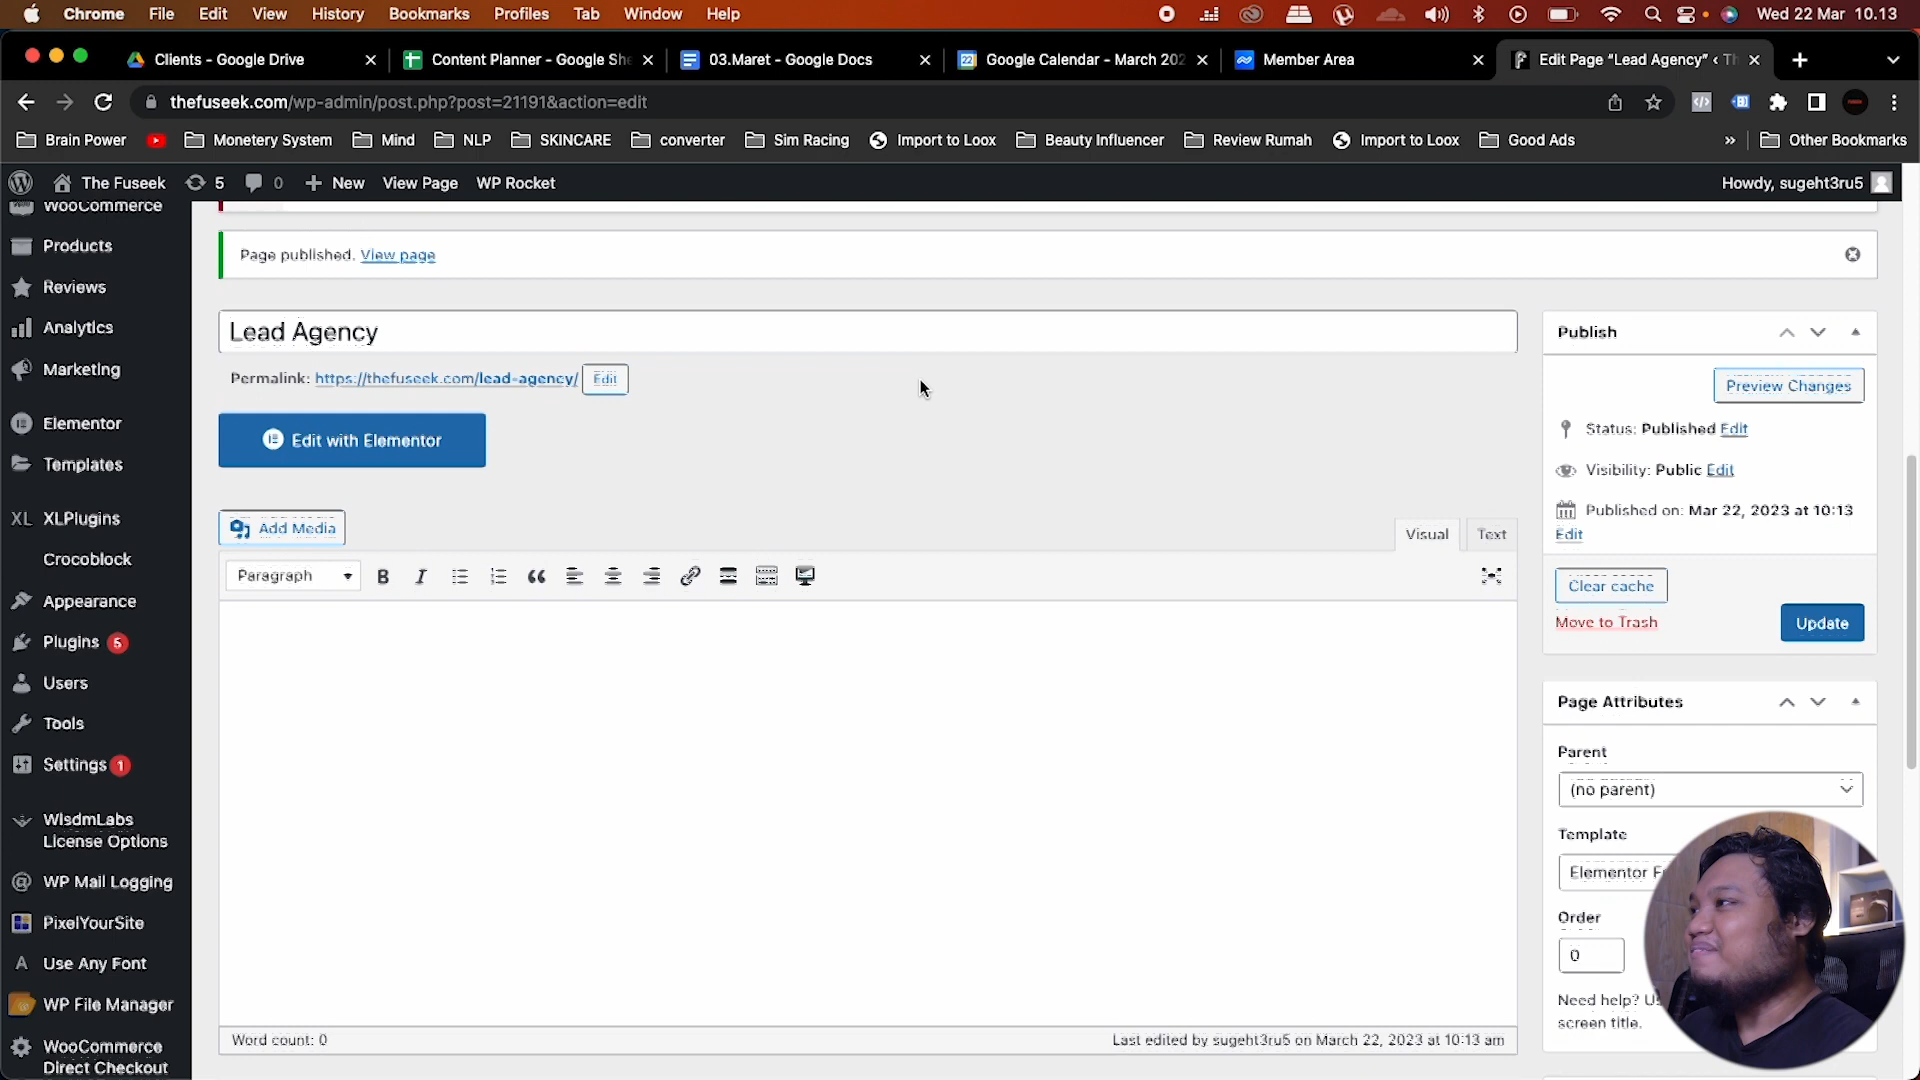 Chrome File Edit View History Bookmarks Profiles Tab Window Help Wed 22 Mar 10.13
Clients - Google Drive Content Planner - Google She 03.Maret - Google Docs Google Calendar - March 202 Member Area Edit Page "Lead Agency" ‹ Th
thefuseek.com/wp-admin/post.php?post=21191&action=edit
Brain Power Monetery System Mind NLP SKINCARE converter Sim Racing Import to Loox Beauty Influencer Review Rumah Import to Loox Good Ads » Other Bookmarks
The Fuseek 5 0 New View Page WP Rocket Howdy, sugeht3ru5
WooCommerce
Products
Reviews
Analytics
Marketing
Elementor
Templates
XL XLPlugins
Crocoblock
Appearance
Plugins 5
Users
Tools
Settings 1
WisdmLabs
License Options
WP Mail Logging
PixelYourSite
A Use Any Font
WP File Manager
WooCommerce
Direct Checkout
Page published. View page
Lead Agency
Permalink: https://thefuseek.com/lead-agency/ Edit
Edit with Elementor
Add Media
Visual Text
Paragraph B I
Word count: 0
Last edited by sugeht3ru5 on March 22, 2023 at 10:13 am
Publish
Preview Changes
Status: Published Edit
Visibility: Public Edit
Published on: Mar 22, 2023 at 10:13
Edit
Clear cache
Move to Trash
Update
Page Attributes
Parent
(no parent)
Template
Elementor
Order
0
Need help?
screen title.